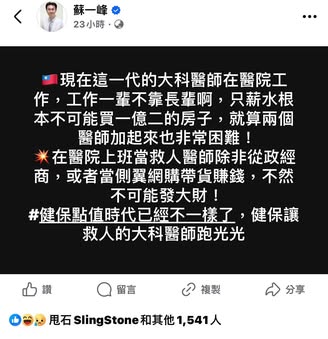 蘇一峰
23小時·
🇹🇼現在這一代的大科醫師在醫院工
作，工作一輩不靠長輩啊，只薪水根
本不可能買一億二的房子，就算兩個
醫師加起來也非常困難！
💥在醫院上班當救人醫師除非從政經
商，或者當側翼網購帶貨賺錢，不然
不可能發大財！
#健保點值時代已經不一樣了，健保讓
救人的大科醫師跑光光
讚 留言 複製 分享
甩石 SlingStone和其他1,541人